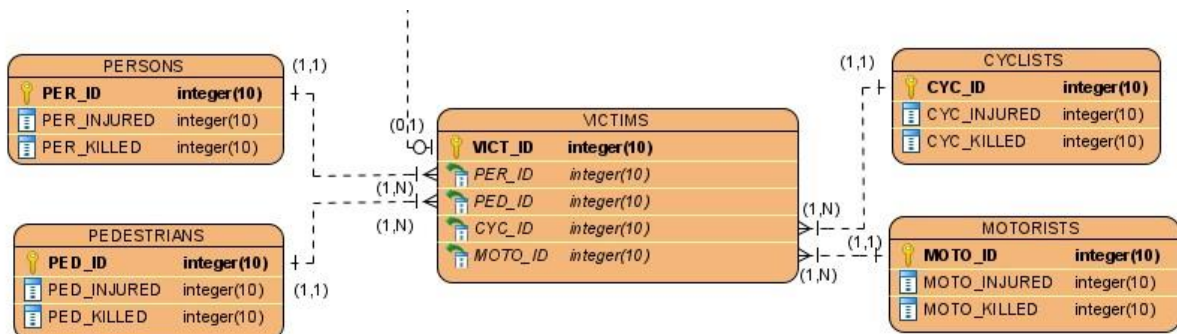 PERSONS
PER_ID integer(10)
PER_INJURED integer(10)
PER_KILLED integer(10)
(1,1)
(0,1)
(1,N)
VICTIMS
VICT_ID integer(10)
PER_ID integer(10)
PED_ID integer(10)
CYC_ID integer(10)
MOTO_ID integer(10)
PEDESTRIANS
PED_ID integer(10)
PED_INJURED integer(10)
PED_KILLED integer(10)
(1,N)
(1,1)
CYCLISTS
CYC_ID integer(10)
CYC_INJURED integer(10)
CYC_KILLED integer(10)
(1,1)
(1,N)
MOTORISTS
MOTO_ID integer(10)
MOTO_INJURED integer(10)
MOTO_KILLED integer(10)
(1,1)
(1,N)